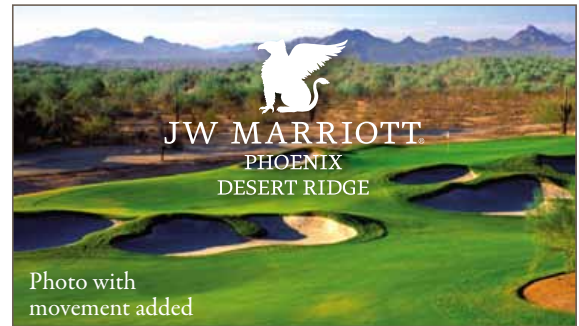 JW MARRIOTT®
PHOENIX
DESERT RIDGE
Photo with
movement added